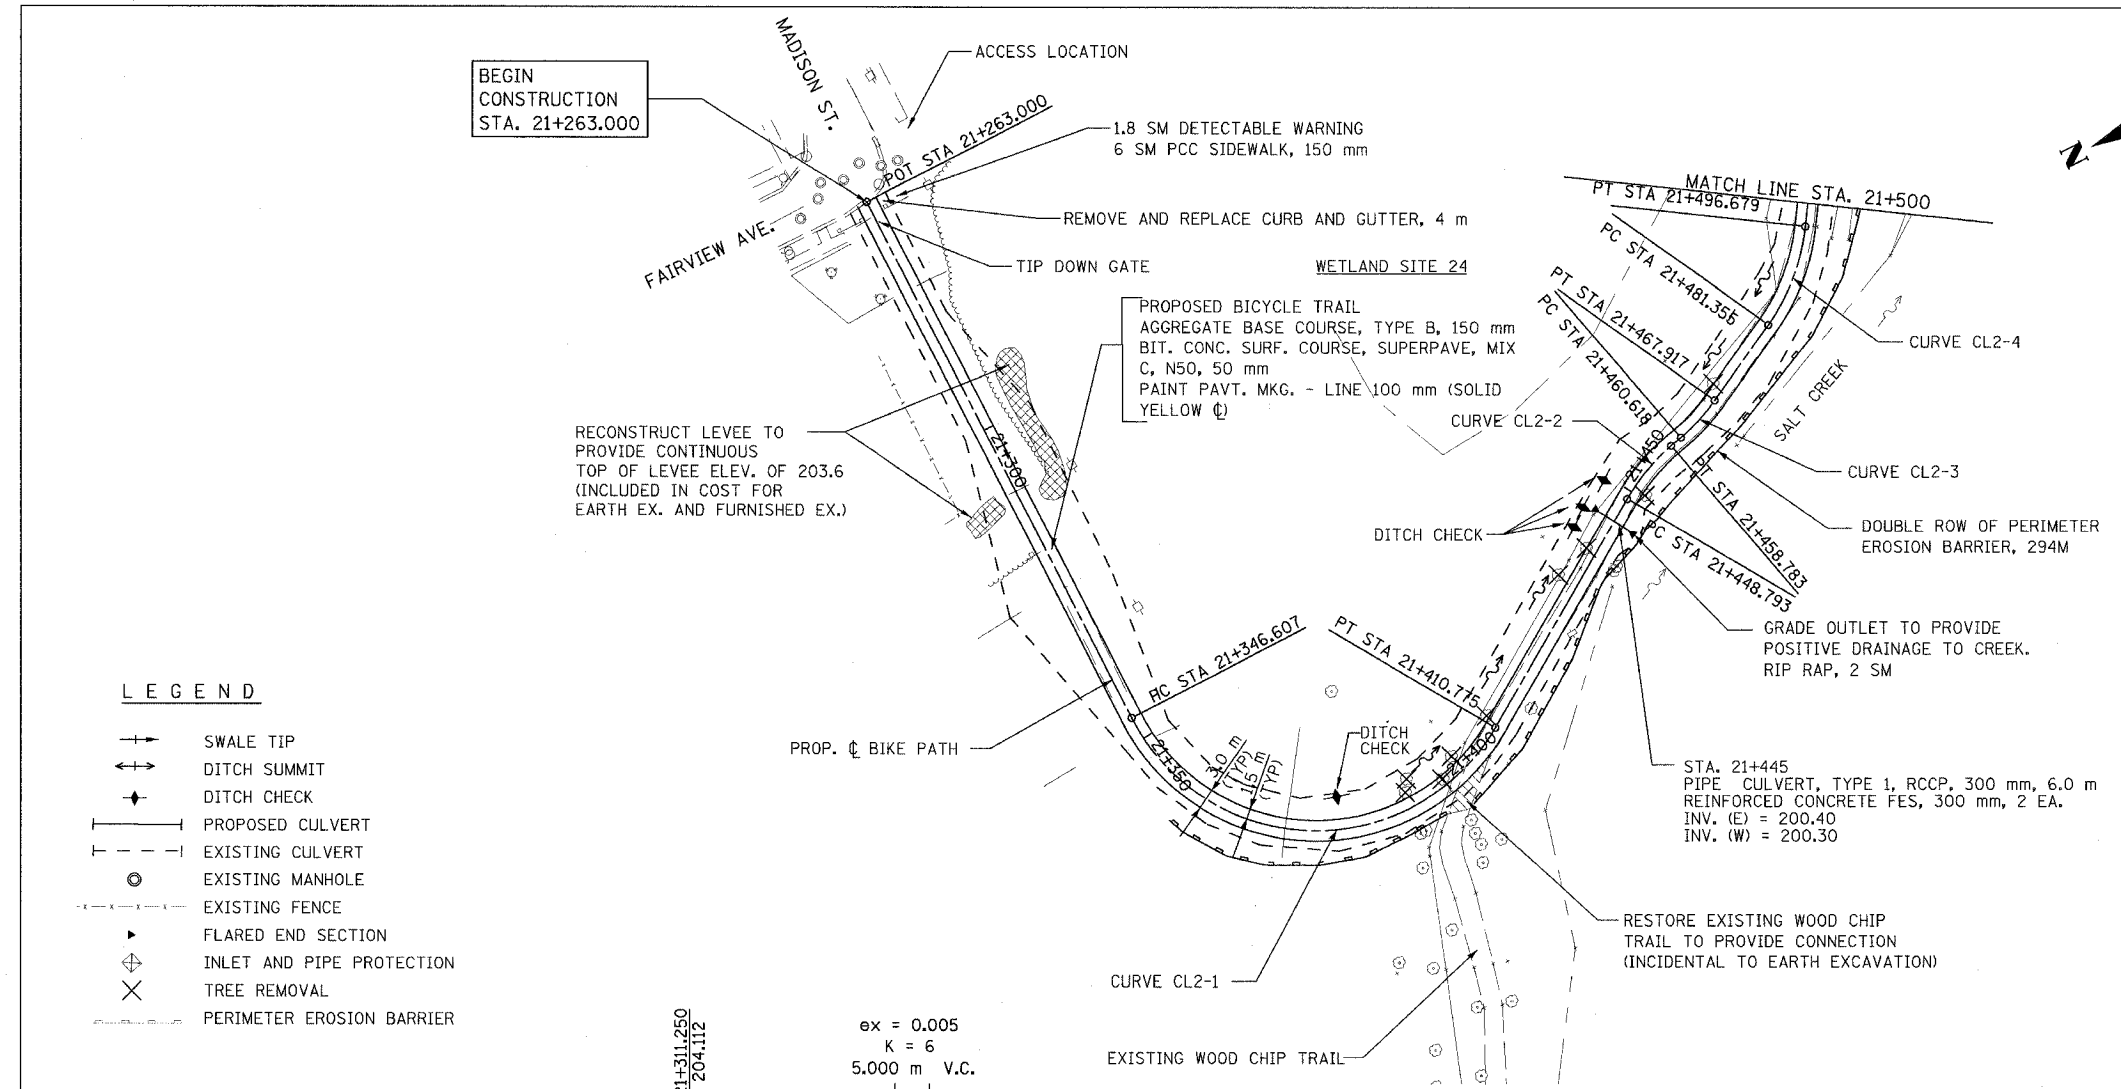 MADISON ST.
ACCESS LOCATION
BEGIN
CONSTRUCTION
STA. 21+263.000
POT STA 21+263.000
1.8 SM DETECTABLE WARNING
6 SM PCC SIDEWALK, 150 mm
N
FAIRVIEW AVE.
REMOVE AND REPLACE CURB AND GUTTER, 4 m
TIP DOWN GATE
WETLAND SITE 24
MATCH LINE STA. 21+500
PT STA 21+496.679
PC STA 21+481.355
PT STA 21+467.917
PC STA 21+460.618
PROPOSED BICYCLE TRAIL
AGGREGATE BASE COURSE, TYPE B, 150 mm
BIT. CONC. SURF. COURSE, SUPERPAVE, MIX
C, N50, 50 mm
PAINT PAVT. MKG. - LINE 100 mm (SOLID
YELLOW ℄)
CURVE CL2-4
SALT CREEK
CURVE CL2-2
21+450
CURVE CL2-3
RECONSTRUCT LEVEE TO
PROVIDE CONTINUOUS
TOP OF LEVEE ELEV. OF 203.6
(INCLUDED IN COST FOR
EARTH EX. AND FURNISHED EX.)
21+300
DITCH CHECK
PT STA 21+458.783
PC STA 21+448.793
DOUBLE ROW OF PERIMETER
EROSION BARRIER, 294M
GRADE OUTLET TO PROVIDE
POSITIVE DRAINAGE TO CREEK.
RIP RAP, 2 SM
PC STA 21+346.607
PT STA 21+410.775
PROP. ℄ BIKE PATH
21+350
3.0 m
(TYP)
1.5 m
(TYP)
DITCH
CHECK
21+400
STA. 21+445
PIPE CULVERT, TYPE 1, RCCP, 300 mm, 6.0 m
REINFORCED CONCRETE FES, 300 mm, 2 EA.
INV. (E) = 200.40
INV. (W) = 200.30
LEGEND
SWALE TIP
DITCH SUMMIT
DITCH CHECK
PROPOSED CULVERT
EXISTING CULVERT
EXISTING MANHOLE
EXISTING FENCE
FLARED END SECTION
INLET AND PIPE PROTECTION
TREE REMOVAL
PERIMETER EROSION BARRIER
RESTORE EXISTING WOOD CHIP
TRAIL TO PROVIDE CONNECTION
(INCIDENTAL TO EARTH EXCAVATION)
CURVE CL2-1
EXISTING WOOD CHIP TRAIL
21+311.250
204.112
ex = 0.005
K = 6
5.000 m V.C.